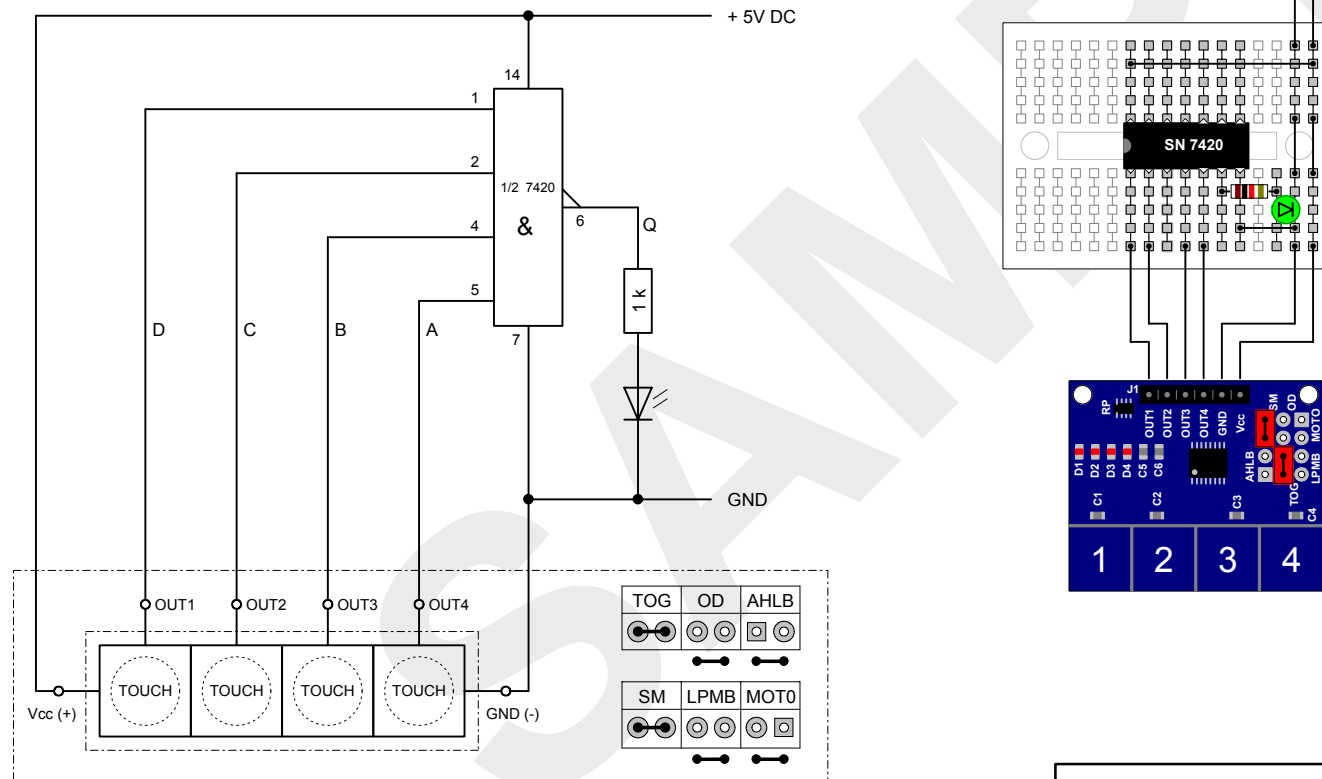 + 5V DC
14
1
2
1/2 7420
4
&
6
Q
5
1 k
7
D
C
B
A
GND
OUT1
OUT2
OUT3
OUT4
TOUCH
TOUCH
TOUCH
TOUCH
Vcc (+)
GND (-)
TOG OD AHLB
SM LPMB MOT0
SN 7420
J1
RP
OUT1
OUT2
OUT3
OUT4
GND
Vcc
SM
OD
MOTO
D1
D2
D3
D4
C5
C6
AHLB
TOG
LPMB
C1
C2
C3
C4
1 2 3 4
SAM